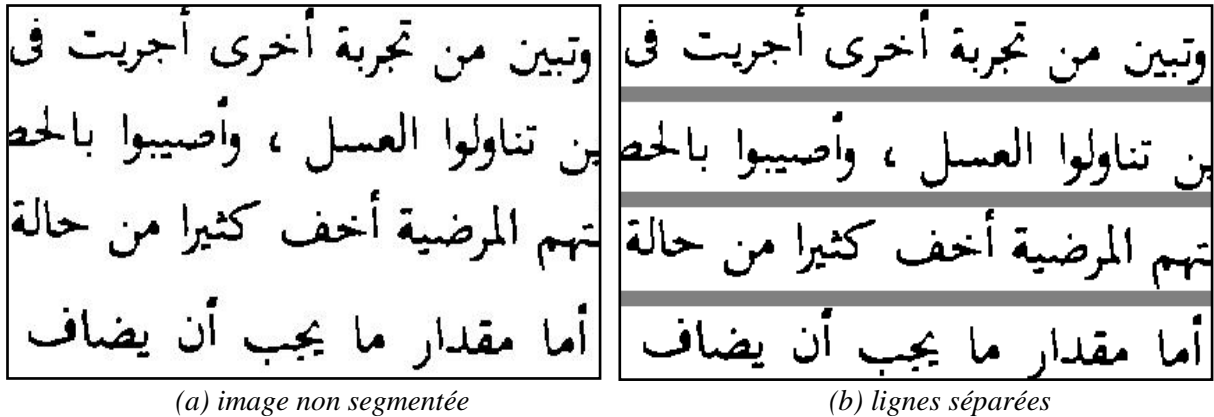 وتبين من تجربة أخرى أجريت فى
ين تناولوا العسل ، وأصيبوا بالحص
تهم المرضية أخف كثيرا من حالة
أما مقدار ما يجب أن يضاف
(a) image non segmentée
وتبين من تجربة أخرى أجريت فى
ين تناولوا العسل ، وأصيبوا بالحص
تهم المرضية أخف كثيرا من حالة
أما مقدار ما يجب أن يضاف
(b) lignes séparées